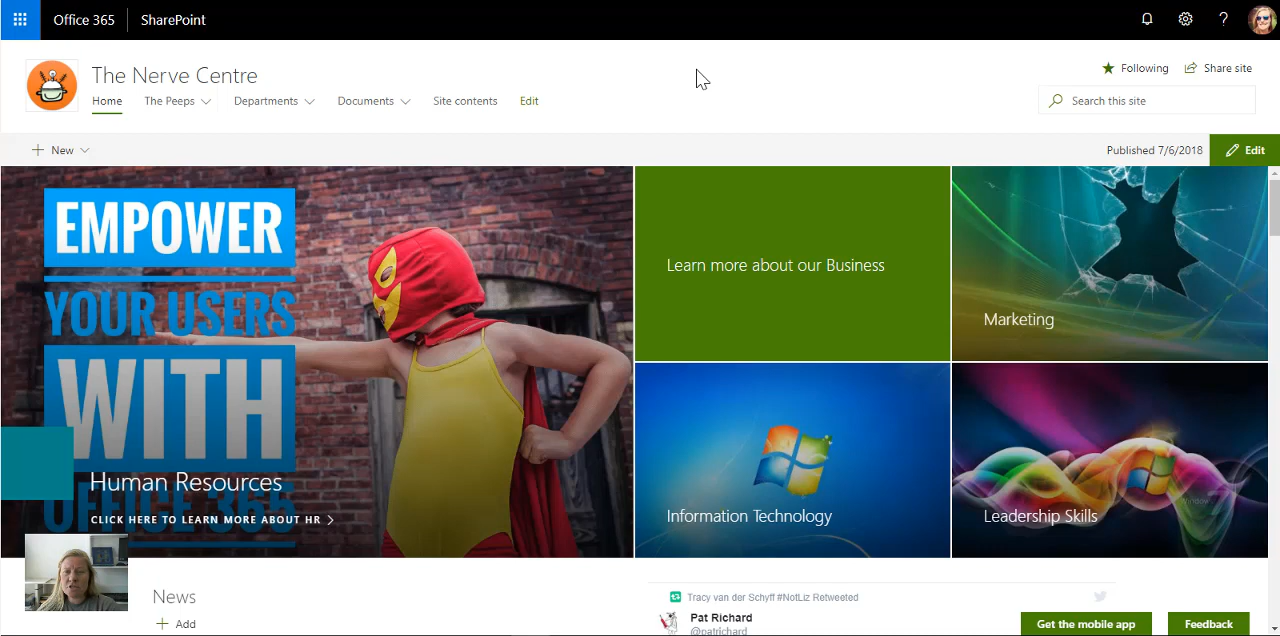 Office 365 SharePoint ?
The Nerve Centre
Following Share site
Home The Peeps Departments Documents Site contents Edit
Search this site
New Published 7/6/2018 Edit
EMPOWER
YOUR USERS
WITH
OFFICE 365
Human Resources
CLICK HERE TO LEARN MORE ABOUT HR >
Learn more about our Business
Marketing
Information Technology
Leadership Skills
Window
News
+ Add
Tracy van der Schyff #NotLiz Retweeted
Pat Richard
@patrichard
Get the mobile app
Feedback